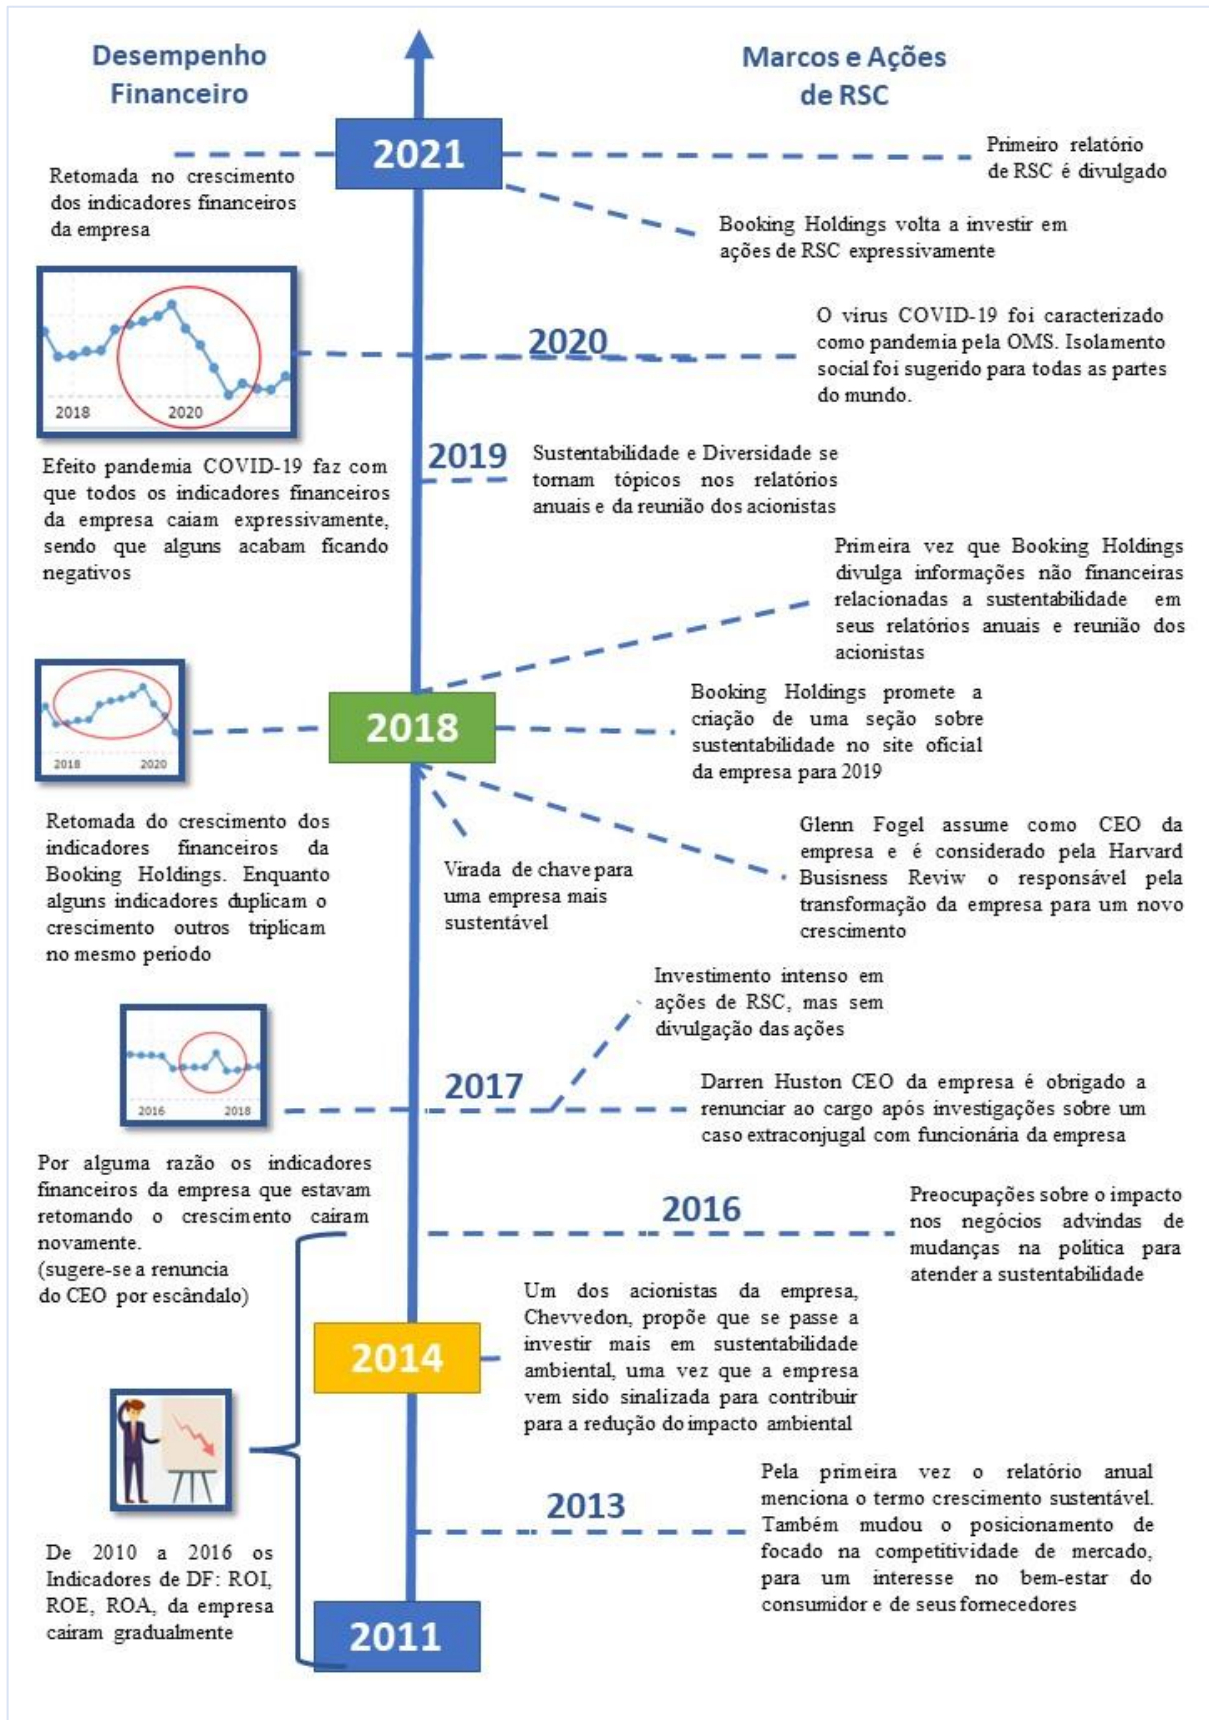 Desempenho
Financeiro
Marcos e Ações
de RSC
2021
Retomada no crescimento
dos indicadores financeiros
da empresa
Primeiro relatório
de RSC é divulgado
Booking Holdings volta a investir em
ações de RSC expressivamente
2018
2020
2020
O virus COVID-19 foi caracterizado
como pandemia pela OMS. Isolamento
social foi sugerido para todas as partes
do mundo.
Efeito pandemia COVID-19 faz com
que todos os indicadores financeiros
da empresa caiam expressivamente,
sendo que alguns acabam ficando
negativos
2019
Sustentabilidade e Diversidade se
tornam tópicos nos relatórios
anuais e da reunião dos acionistas
Primeira vez que Booking Holdings
divulga informações não financeiras
relacionadas a sustentabilidade em
seus relatórios anuais e reunião dos
acionistas
2018
2020
2018
Booking Holdings promete a
criação de uma seção sobre
sustentabilidade no site oficial
da empresa para 2019
Retomada do crescimento dos
indicadores financeiros da
Booking Holdings. Enquanto
alguns indicadores duplicam o
crescimento outros triplicam
no mesmo período
Virada de chave para
uma empresa mais
sustentável
Glenn Fogel assume como CEO da
empresa e é considerado pela Harvard
Busisness Reviw o responsável pela
transformação da empresa para um novo
crescimento
Investimento intenso em
ações de RSC, mas sem
divulgação das ações
2016
2018
2017
Darren Huston CEO da empresa é obrigado a
renunciar ao cargo após investigações sobre um
caso extraconjugal com funcionária da empresa
Por alguma razão os indicadores
financeiros da empresa que estavam
retomando o crescimento caíram
novamente.
(sugere-se a renuncia
do CEO por escândalo)
2016
Preocupações sobre o impacto
nos negócios advindas de
mudanças na política para
atender a sustentabilidade
2014
Um dos acionistas da empresa,
Chevvedon, propõe que se passe a
investir mais em sustentabilidade
ambiental, uma vez que a empresa
vem sido sinalizada para contribuir
para a redução do impacto ambiental
2013
Pela primeira vez o relatório anual
menciona o termo crescimento sustentável.
Também mudou o posicionamento de
focado na competitividade de mercado,
para um interesse no bem-estar do
consumidor e de seus fornecedores
De 2010 a 2016 os
Indicadores de DF: ROI,
ROE, ROA, da empresa
caíram gradualmente
2011